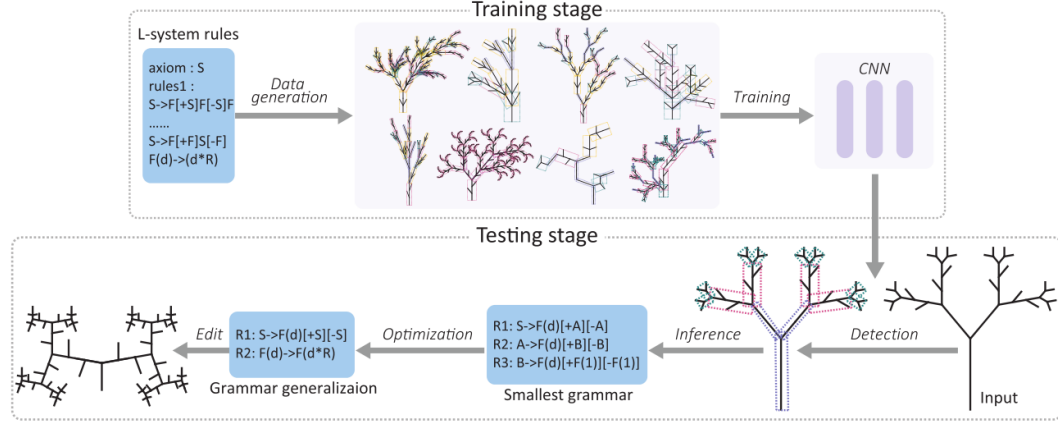 Training stage
L-system rules
axiom : S
rules1 :
S->F[+S]F[-S]F
......
S->F[+F]S[-F]
F(d)->(d*R)
Data
generation
Training
CNN
Testing stage
Edit
R1: S->F(d)[+S][-S]
R2: F(d)->F(d*R)
Grammar generalizaion
Optimization
R1: S->F(d)[+A][-A]
R2: A->F(d)[+B][-B]
R3: B->F(d)[+F(1)][-F(1)]
Smallest grammar
Inference
Detection
Input